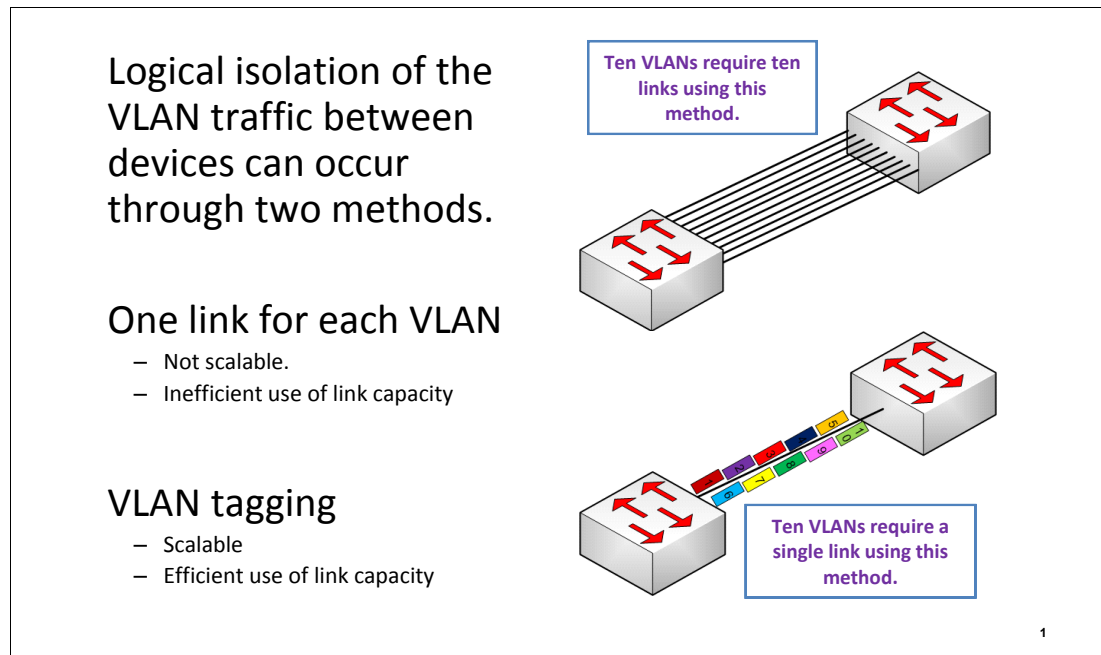 Logical isolation of the
VLAN traffic between
devices can occur
through two methods.
One link for each VLAN
– Not scalable.
– Inefficient use of link capacity
VLAN tagging
– Scalable
– Efficient use of link capacity
Ten VLANs require ten
links using this
method.
1
2
3
4
5
6
7
8
9
10
Ten VLANs require a
single link using this
method.
1